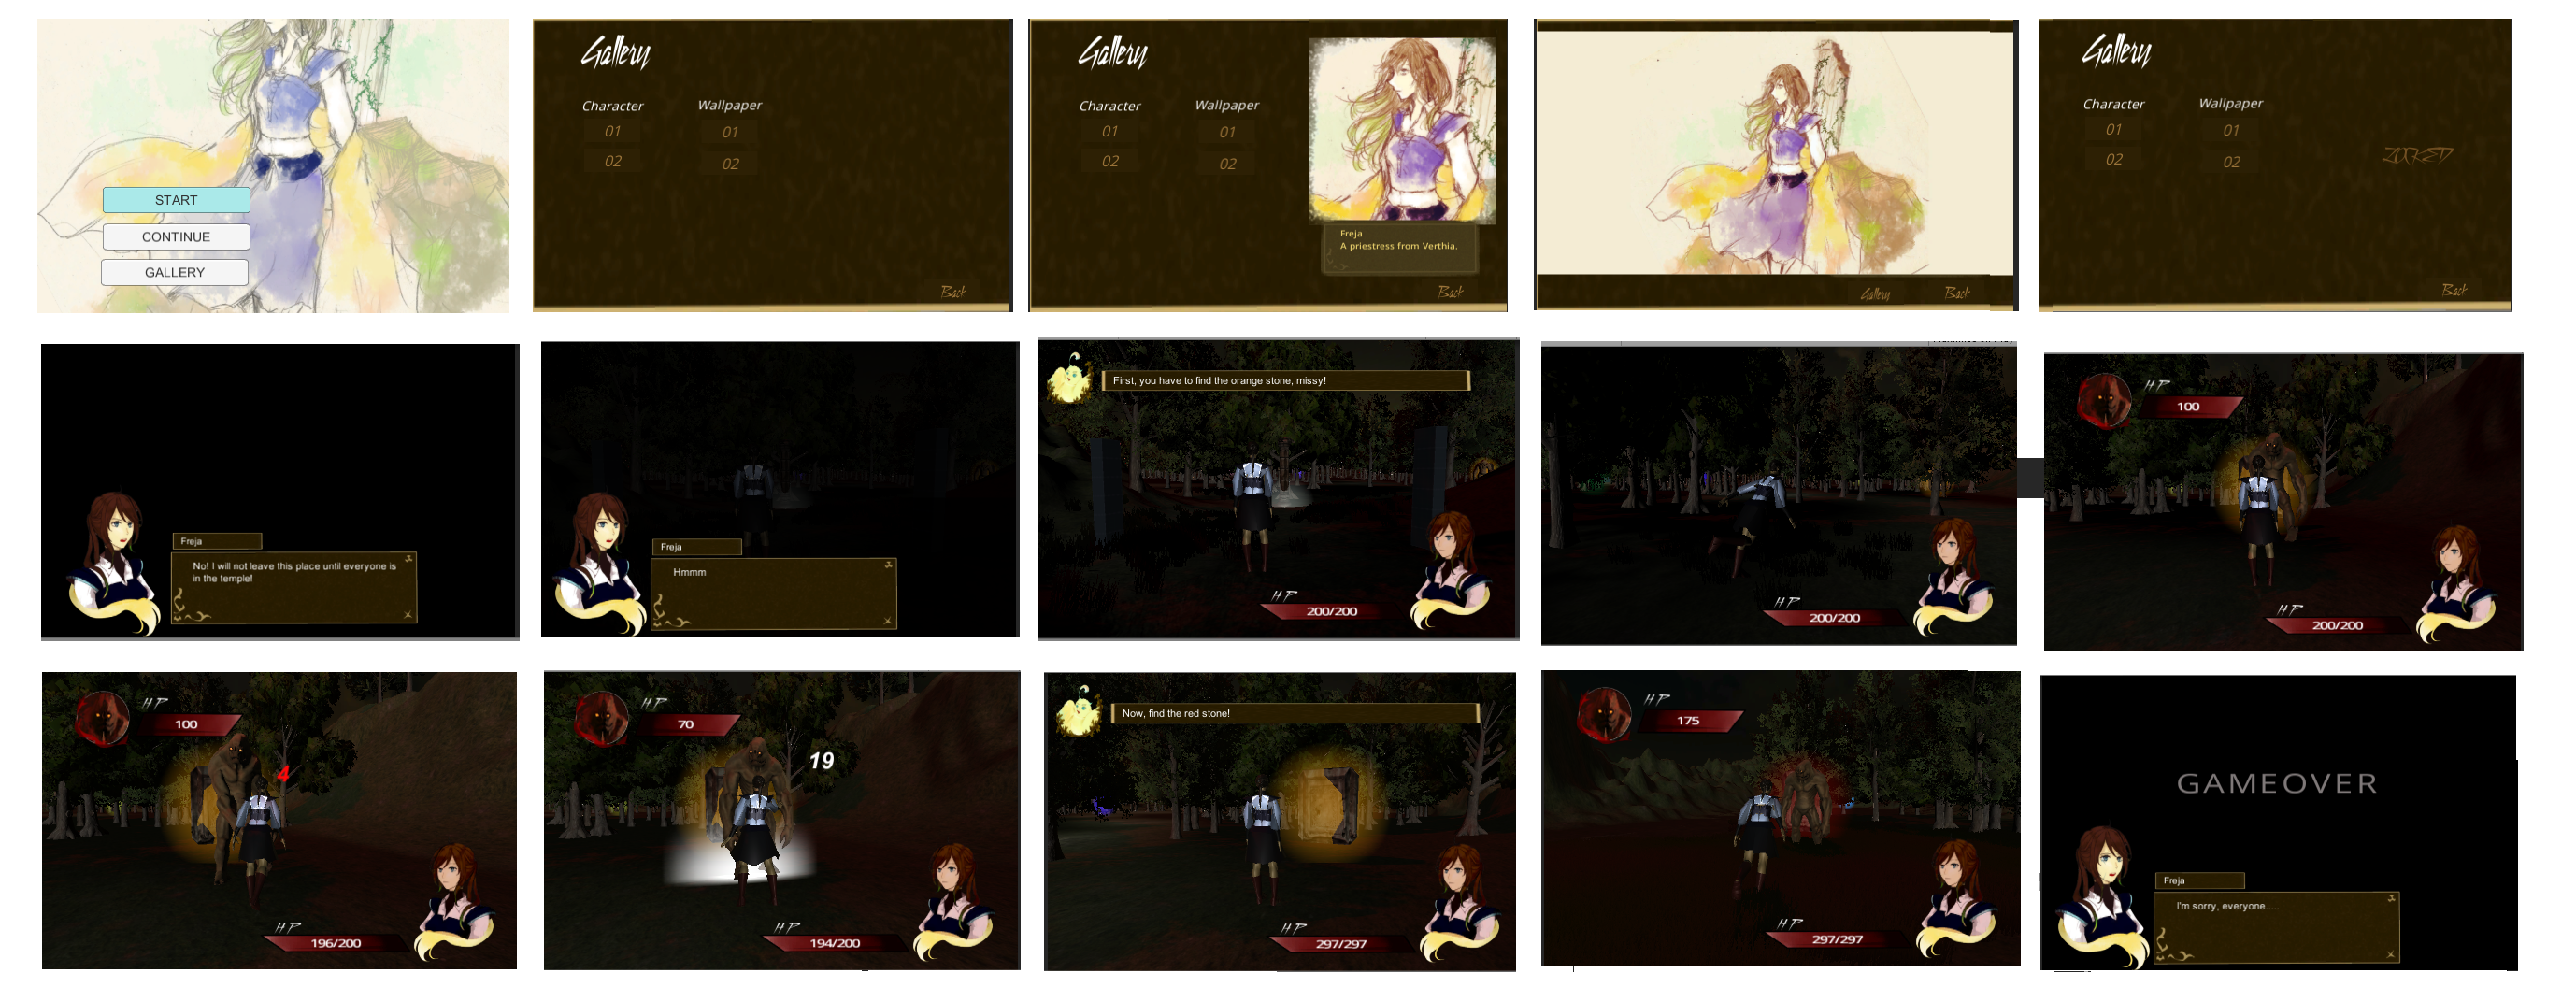 START
CONTINUE
GALLERY
Gallery
Character Wallpaper
01 01
02 02
Back
Gallery
Character Wallpaper
01 01
02 02
Freja
A priestress from Verthia.
Back
Gallery Back
Gallery
Character Wallpaper
01 01
02 02
LOCKED
Back
Freja
No! I will not leave this place until everyone is
in the temple!
Freja
Hmmm
First, you have to find the orange stone, missy!
HP
200/200
HP
200/200
HP
100
HP
200/200
HP
100
4
HP
196/200
HP
70
19
HP
194/200
Now, find the red stone!
HP
297/297
HP
175
HP
297/297
GAMEOVER
Freja
I'm sorry, everyone.....